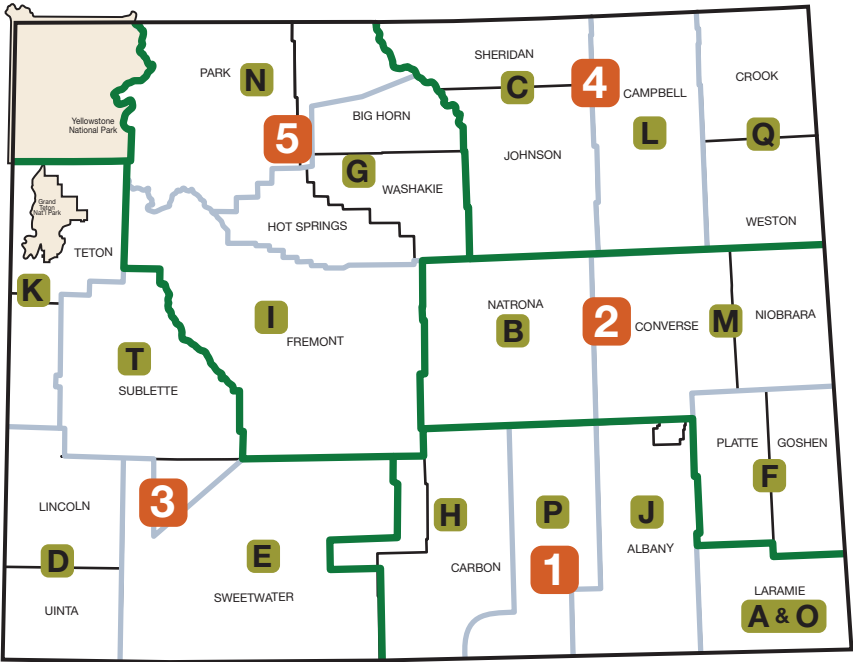 SHERIDAN
PARK
N
C
4
CROOK
CAMPBELL
BIG HORN
Yellowstone
National Park
5
L
Q
JOHNSON
G
WASHAKIE
Grand
Teton
Nat'l Park
HOT SPRINGS
WESTON
TETON
K
NATRONA
B
2
CONVERSE
M
NIOBRARA
I
FREMONT
T
SUBLETTE
PLATTE
GOSHEN
F
LINCOLN
3
H
P
J
ALBANY
D
E
CARBON
1
SWEETWATER
UINTA
LARAMIE
A & O